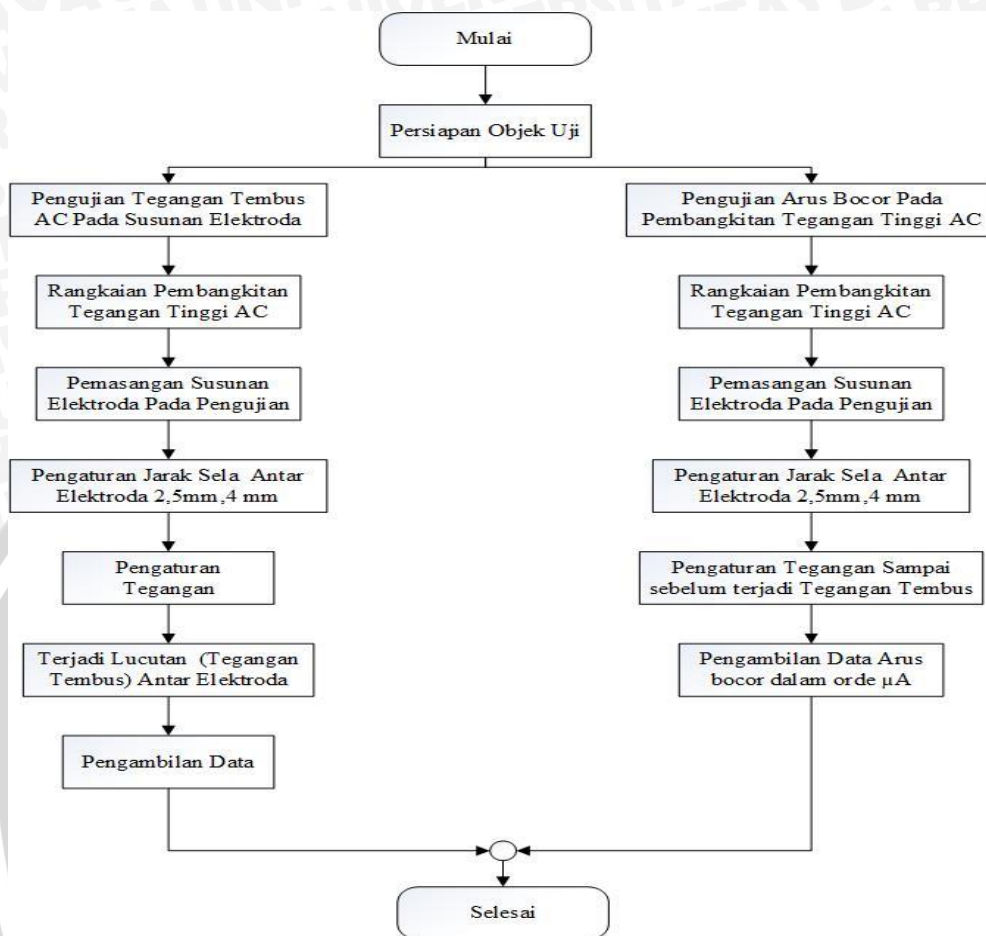 Mulai
Persiapan Objek Uji
Pengujian Tegangan Tembus
AC Pada Susunan Elektroda
Rangkaian Pembangkitan
Tegangan Tinggi AC
Pemasangan Susunan
Elektroda Pada Pengujian
Pengaturan Jarak Sela Antar
Elektroda 2,5mm,4 mm
Pengaturan
Tegangan
Terjadi Lucutan (Tegangan
Tembus) Antar Elektroda
Pengambilan Data
Pengujian Arus Bocor Pada
Pembangkitan Tegangan Tinggi AC
Rangkaian Pembangkitan
Tegangan Tinggi AC
Pemasangan Susunan
Elektroda Pada Pengujian
Pengaturan Jarak Sela Antar
Elektroda 2,5mm,4 mm
Pengaturan Tegangan Sampai
sebelum terjadi Tegangan Tembus
Pengambilan Data Arus
bocor dalam orde µA
Selesai